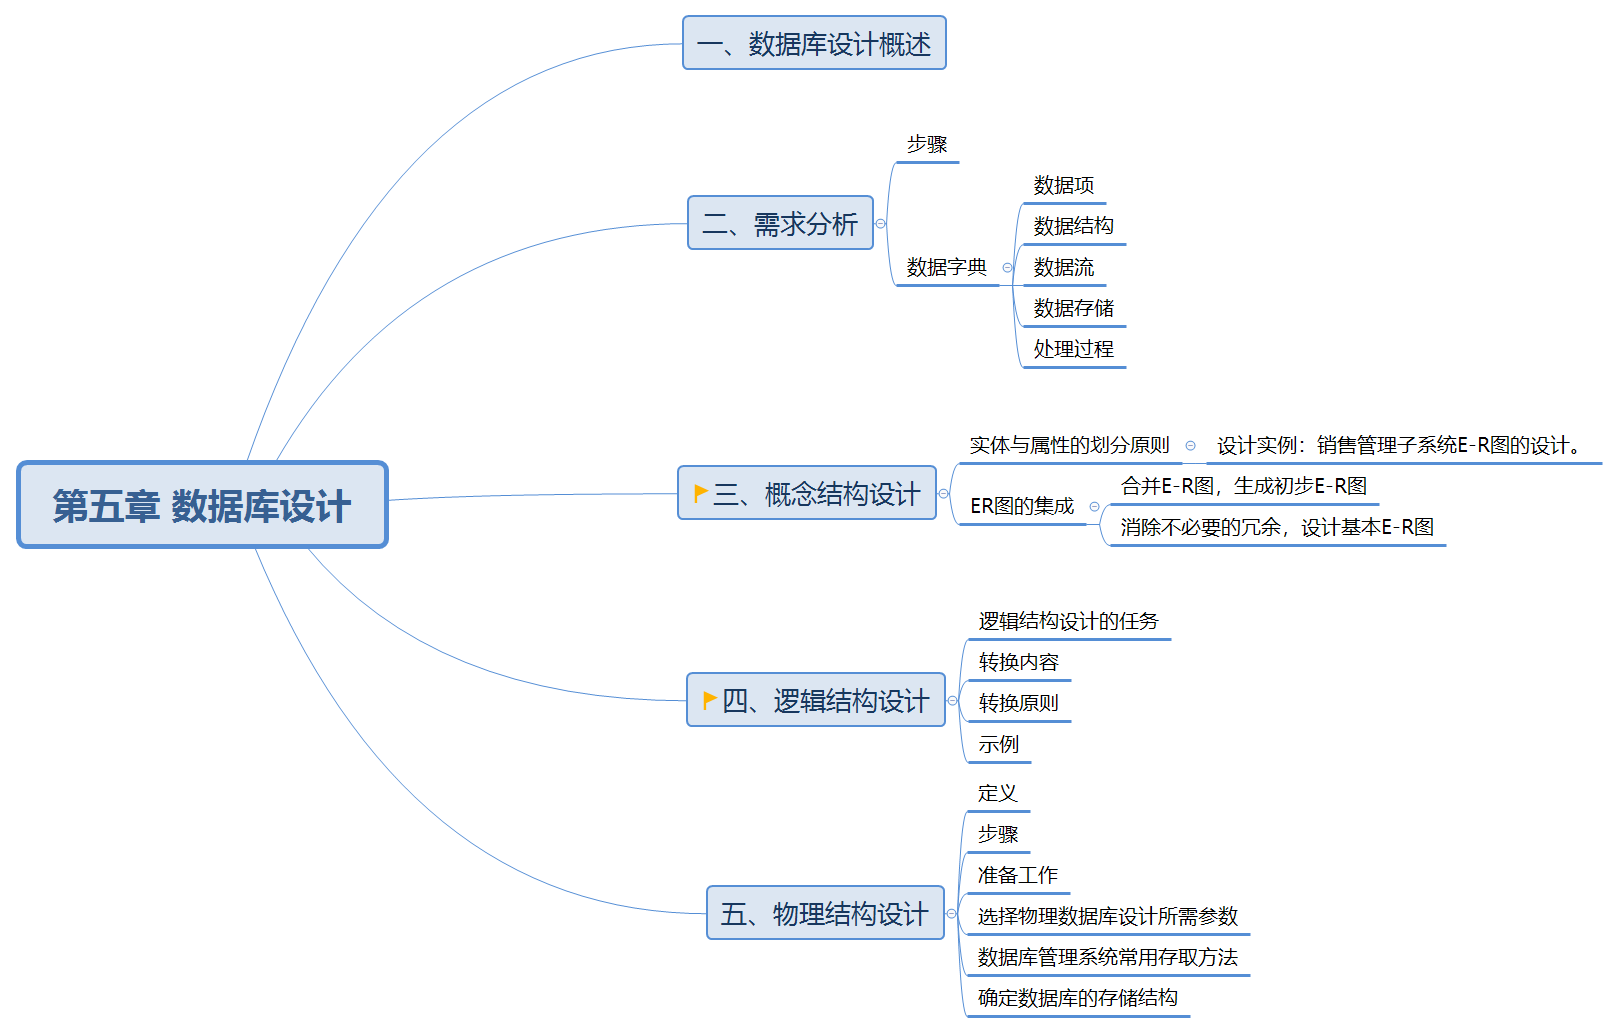 第五章 数据库设计
一、数据库设计概述
二、需求分析
步骤
数据字典
数据项
数据结构
数据流
数据存储
处理过程
三、概念结构设计
实体与属性的划分原则
设计实例：销售管理子系统E-R图的设计。
ER图的集成
合并E-R图，生成初步E-R图
消除不必要的冗余，设计基本E-R图
四、逻辑结构设计
逻辑结构设计的任务
转换内容
转换原则
示例
五、物理结构设计
定义
步骤
准备工作
选择物理数据库设计所需参数
数据库管理系统常用存取方法
确定数据库的存储结构